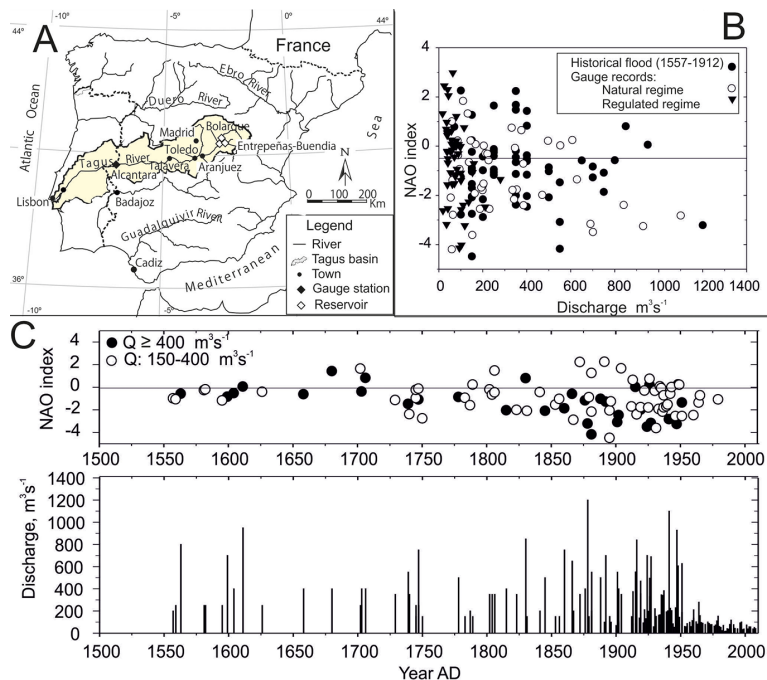 -10°
-5°
0°
44°
44°
A
France
Ebro River
Duero River
Atlantic Ocean
Sea
Madrid
Bolarque
Toledo
Entrepeñas-Buendia
Tagus River
Alcantara
Talavera
Aranjuez
N
0 100 200
Km
Lisbon
Badajoz
Guadalquivir River
Cadiz
Mediterranean
36°
-10°
-5°
Legend
River
Tagus basin
Town
Gauge station
Reservoir
B
Historical flood (1557-1912)
Gauge records:
Natural regime
Regulated regime
NAO index
4
2
0
-2
-4
0 200 400 600 800 1000 1200 1400
Discharge m³s⁻¹
C
Q ≥ 400 m³s⁻¹
Q: 150-400 m³s⁻¹
NAO index
4
2
0
-2
-4
1500 1550 1600 1650 1700 1750 1800 1850 1900 1950 2000
Discharge, m³s⁻¹
1400
1200
1000
800
600
400
200
0
1500 1550 1600 1650 1700 1750 1800 1850 1900 1950 2000
Year AD